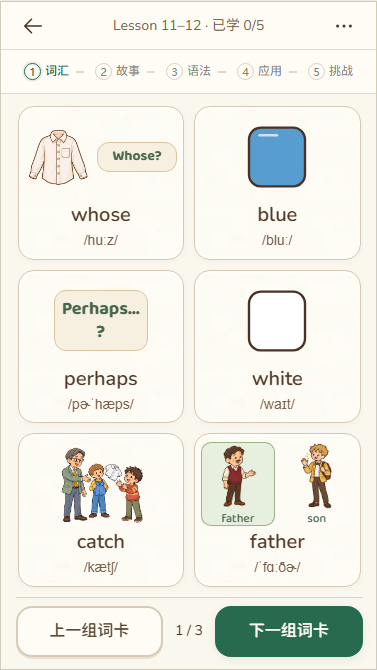 Lesson 11–12 · 已学 0/5
1 词汇 2 故事 3 语法 4 应用 5 挑战
Whose?
whose
/huːz/
blue
/bluː/
Perhaps...
?
perhaps
/pɚˈhæps/
white
/waɪt/
catch
/kætʃ/
father
son
father
/ˈfɑːðɚ/
上一组词卡
1 / 3
下一组词卡